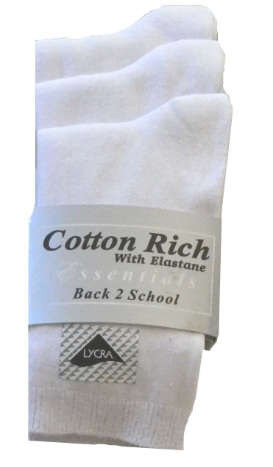 Cotton Rich
With Elastane
Essentials
Back 2 School
LYCRA